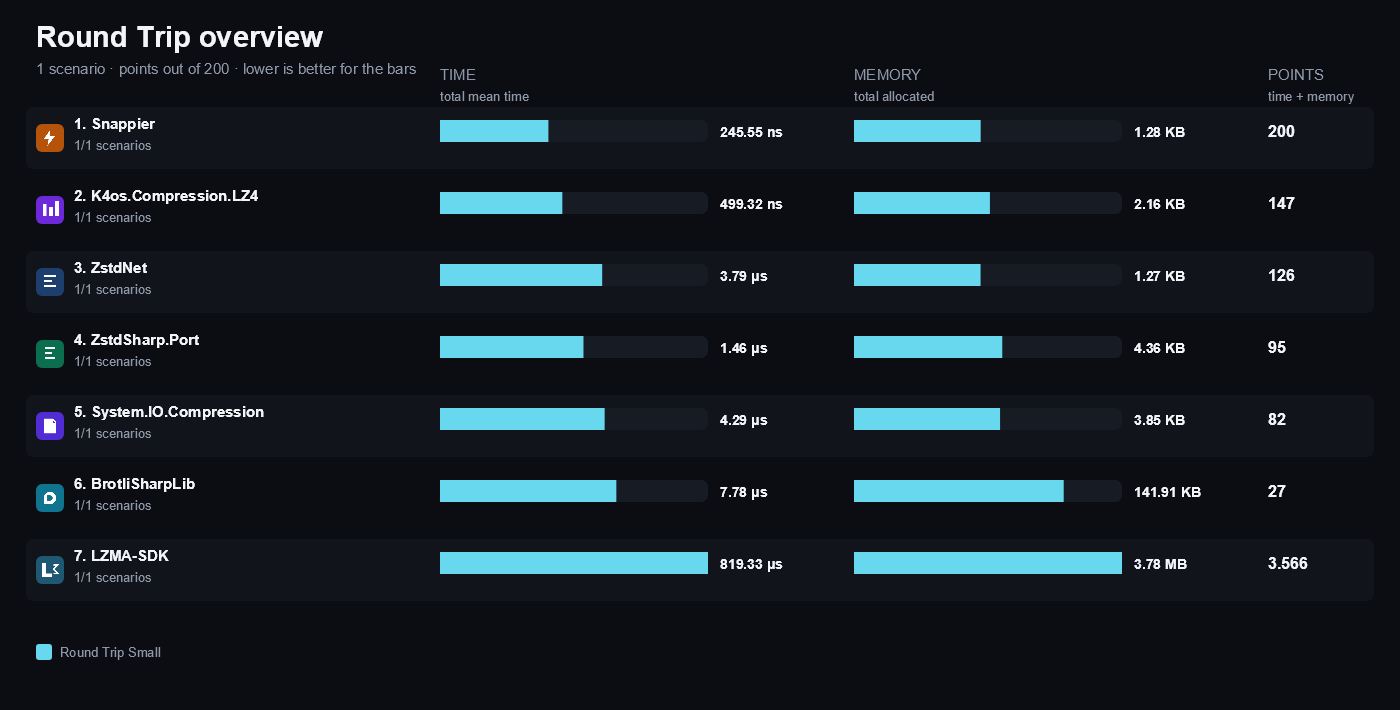 Round Trip overview
1 scenario · points out of 200 · lower is better for the bars
TIME
total mean time
MEMORY
total allocated
POINTS
time + memory
1. Snappier
1/1 scenarios
245.55 ns
1.28 KB
200
2. K4os.Compression.LZ4
1/1 scenarios
499.32 ns
2.16 KB
147
3. ZstdNet
1/1 scenarios
3.79 μs
1.27 KB
126
4. ZstdSharp.Port
1/1 scenarios
1.46 μs
4.36 KB
95
5. System.IO.Compression
1/1 scenarios
4.29 μs
3.85 KB
82
6. BrotliSharpLib
1/1 scenarios
7.78 μs
141.91 KB
27
7. LZMA-SDK
1/1 scenarios
819.33 μs
3.78 MB
3.566
Round Trip Small